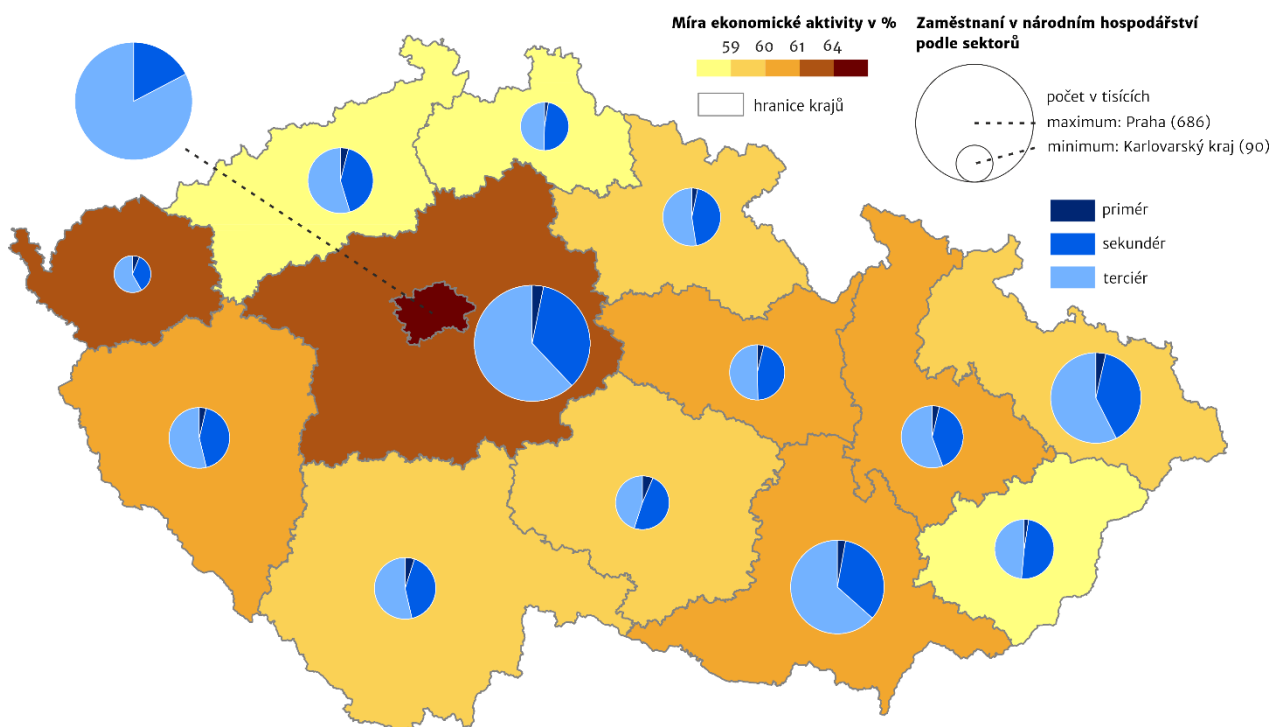 Míra ekonomické aktivity v %
59 60 61 64
hranice krajů
Zaměstnaní v národním hospodářství
podle sektorů
počet v tisících
maximum: Praha (686)
minimum: Karlovarský kraj (90)
primér
sekundér
terciér